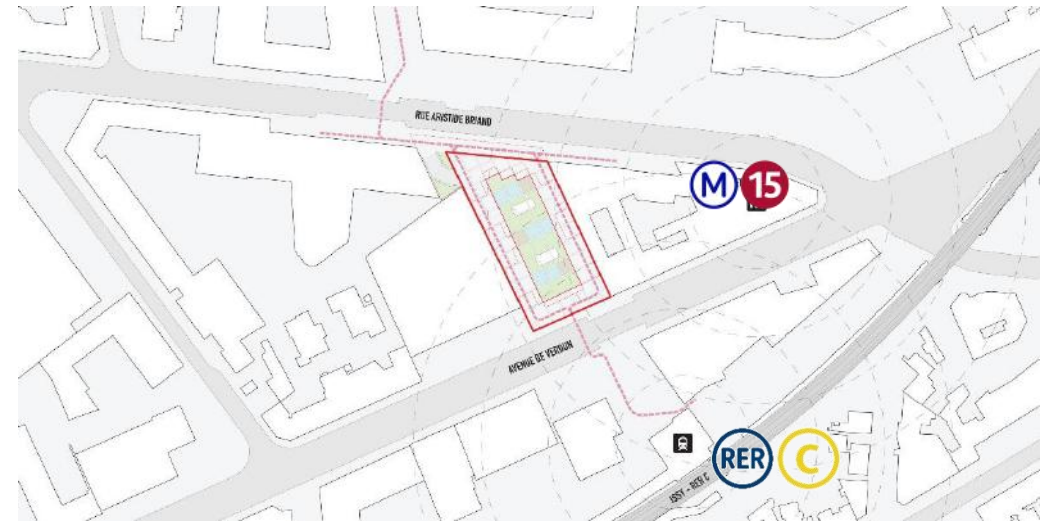 RUE ARISTIDE BRIAND
M 15
AVENUE DE VERDUN
RER C
ISSY - RER C